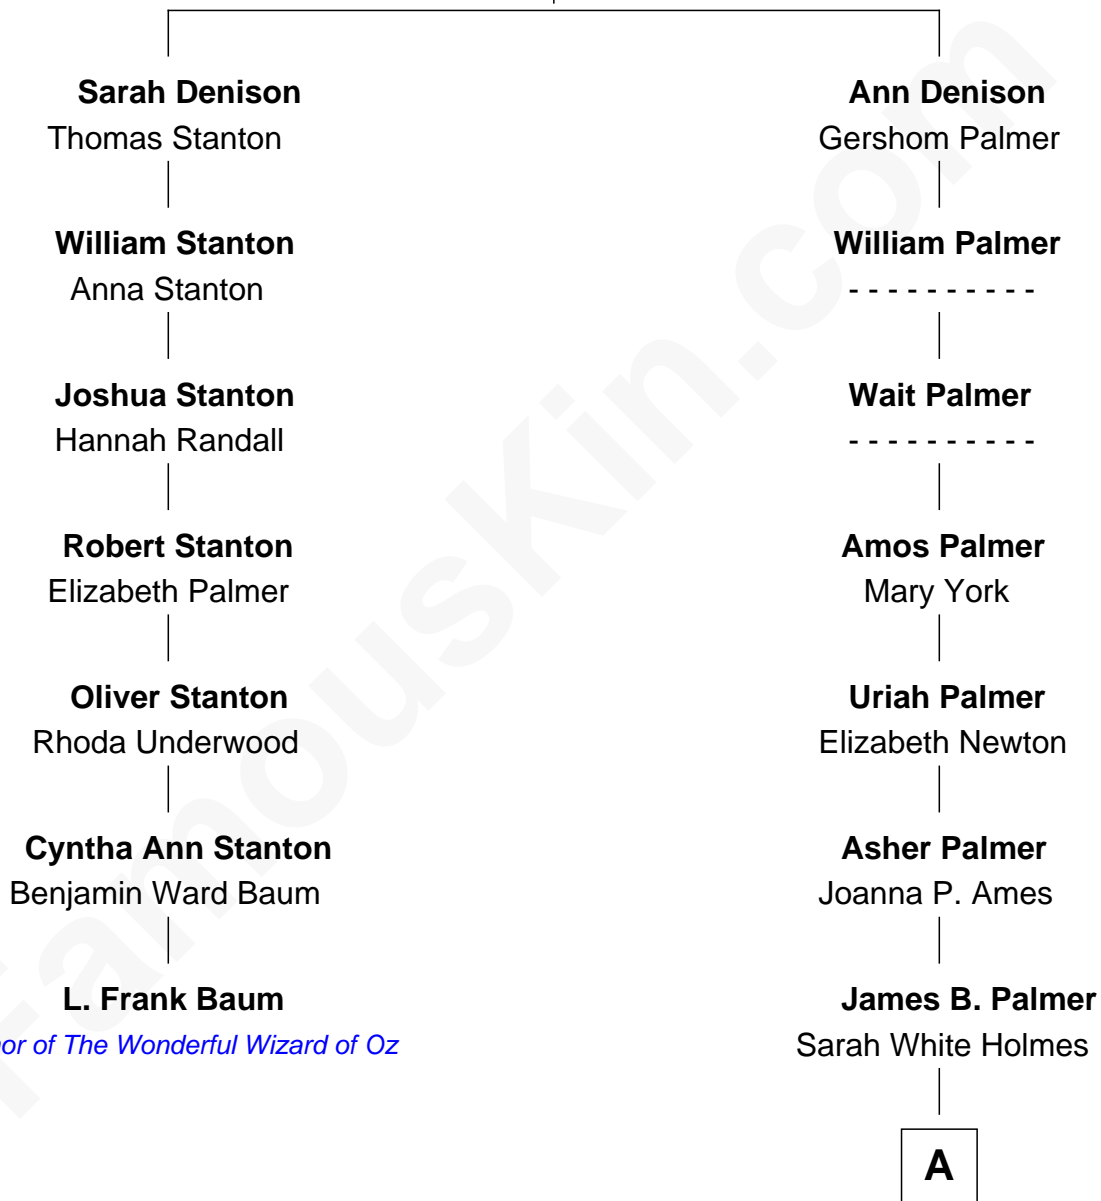 Sarah Denison
Thomas Stanton
Ann Denison
Gershom Palmer
William Stanton
Anna Stanton
William Palmer
- - - - - - - - - -
Joshua Stanton
Hannah Randall
Wait Palmer
- - - - - - - - - -
Robert Stanton
Elizabeth Palmer
Amos Palmer
Mary York
Oliver Stanton
Rhoda Underwood
Uriah Palmer
Elizabeth Newton
Cyntha Ann Stanton
Benjamin Ward Baum
Asher Palmer
Joanna P. Ames
L. Frank Baum
of The Wonderful Wizard of Oz
James B. Palmer
Sarah White Holmes
A
FamousKin.com